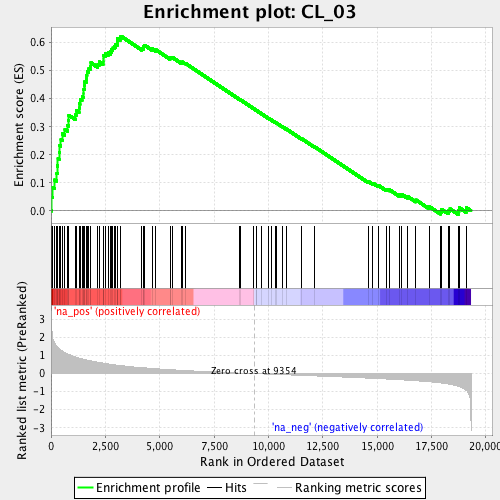 Enrichment plot: CL_03
Enrichment score (ES)
0.6
0.5
0.4
0.3
0.2
0.1
0.0
'na_pos' (positively correlated)
Ranked list metric (PreRanked)
3
2
1
0
-1
-2
-3
Zero cross at 9354
'na_neg' (negatively correlated)
0 2,500 5,000 7,500 10,000 12,500 15,000 17,500 20,000
Rank in Ordered Dataset
Enrichment profile Hits Ranking metric scores